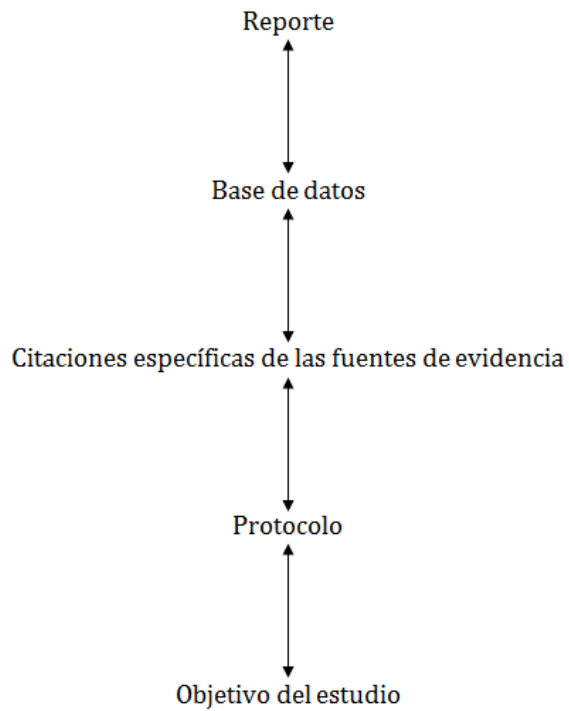 Reporte
Base de datos
Citaciones específicas de las fuentes de evidencia
Protocolo
Objetivo del estudio